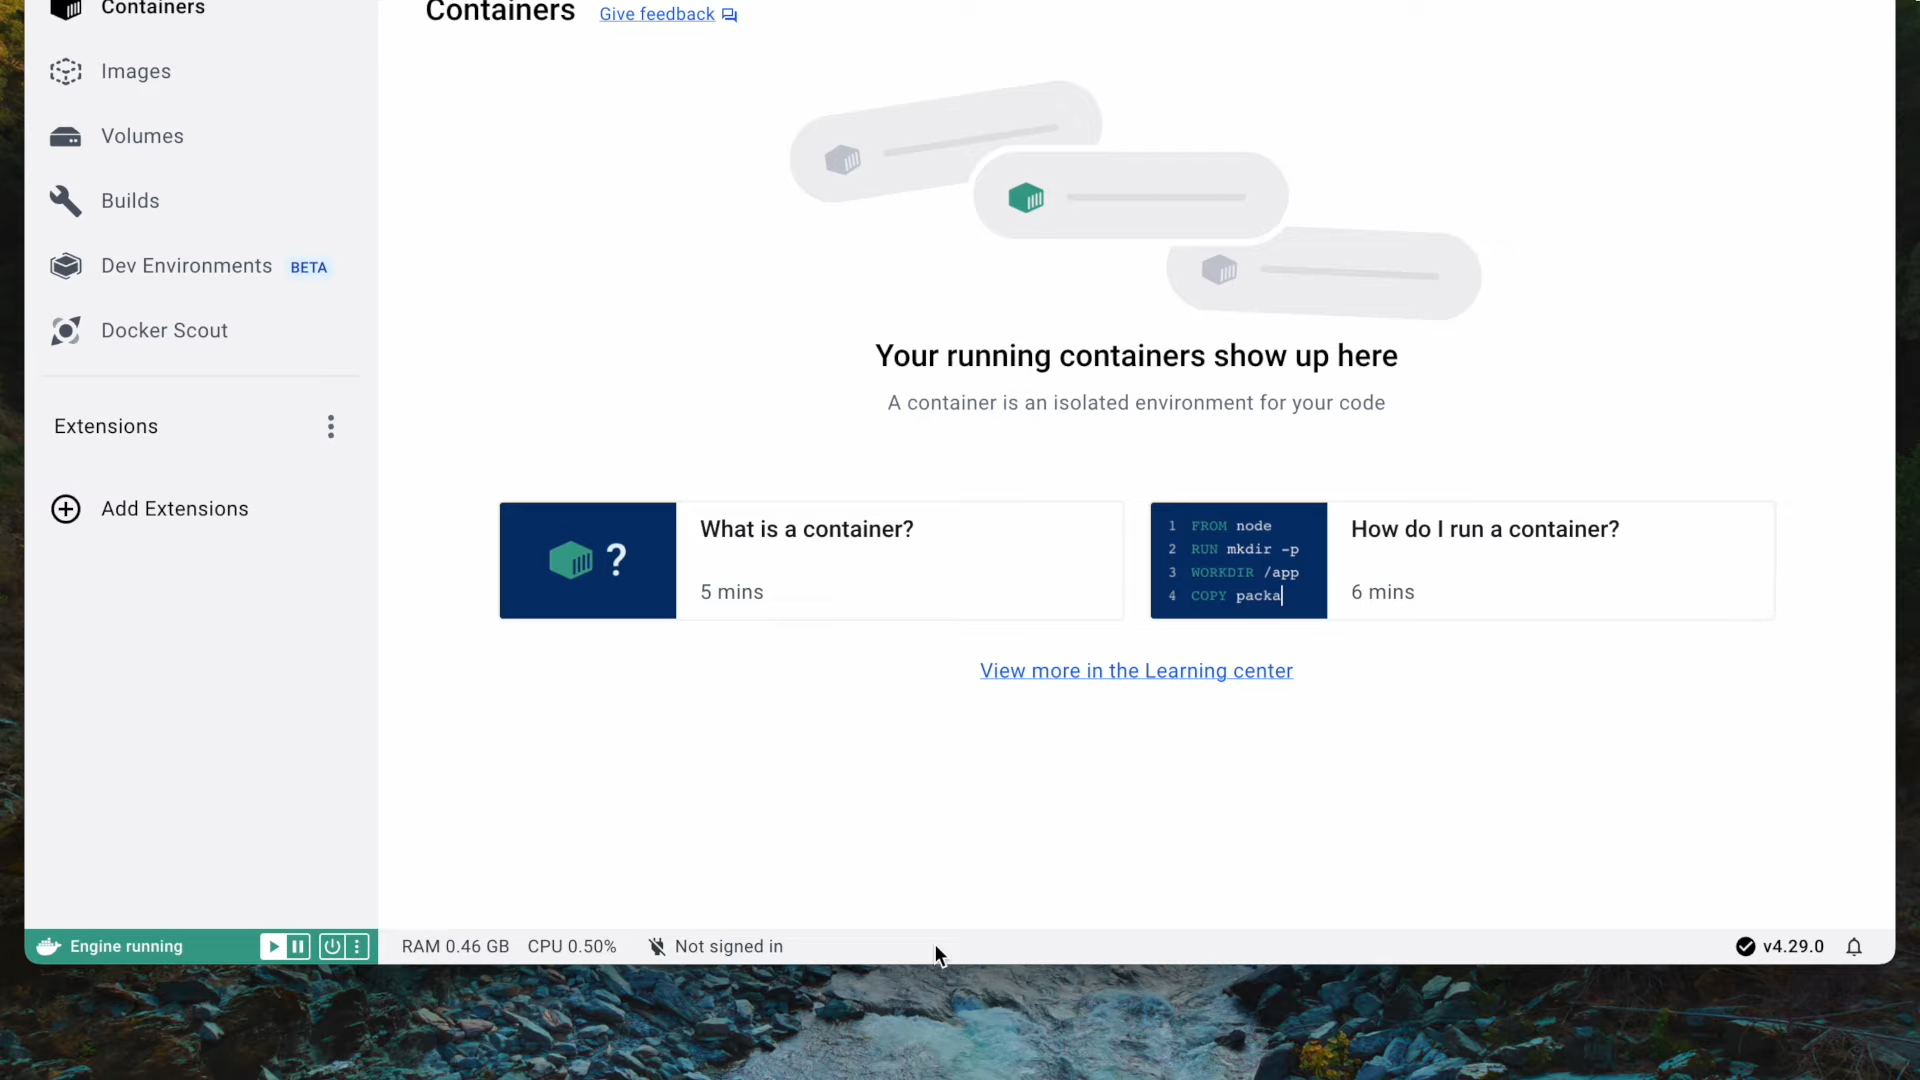 Containers
Images
Volumes
Builds
Dev Environments BETA
Docker Scout
Extensions
Add Extensions
Containers Give feedback
Your running containers show up here
A container is an isolated environment for your code
?
What is a container?
5 mins
1 FROM node
2 RUN mkdir -p
3 WORKDIR /app
4 COPY packa
How do I run a container?
6 mins
View more in the Learning center
Engine running
RAM 0.46 GB CPU 0.50% Not signed in
v4.29.0